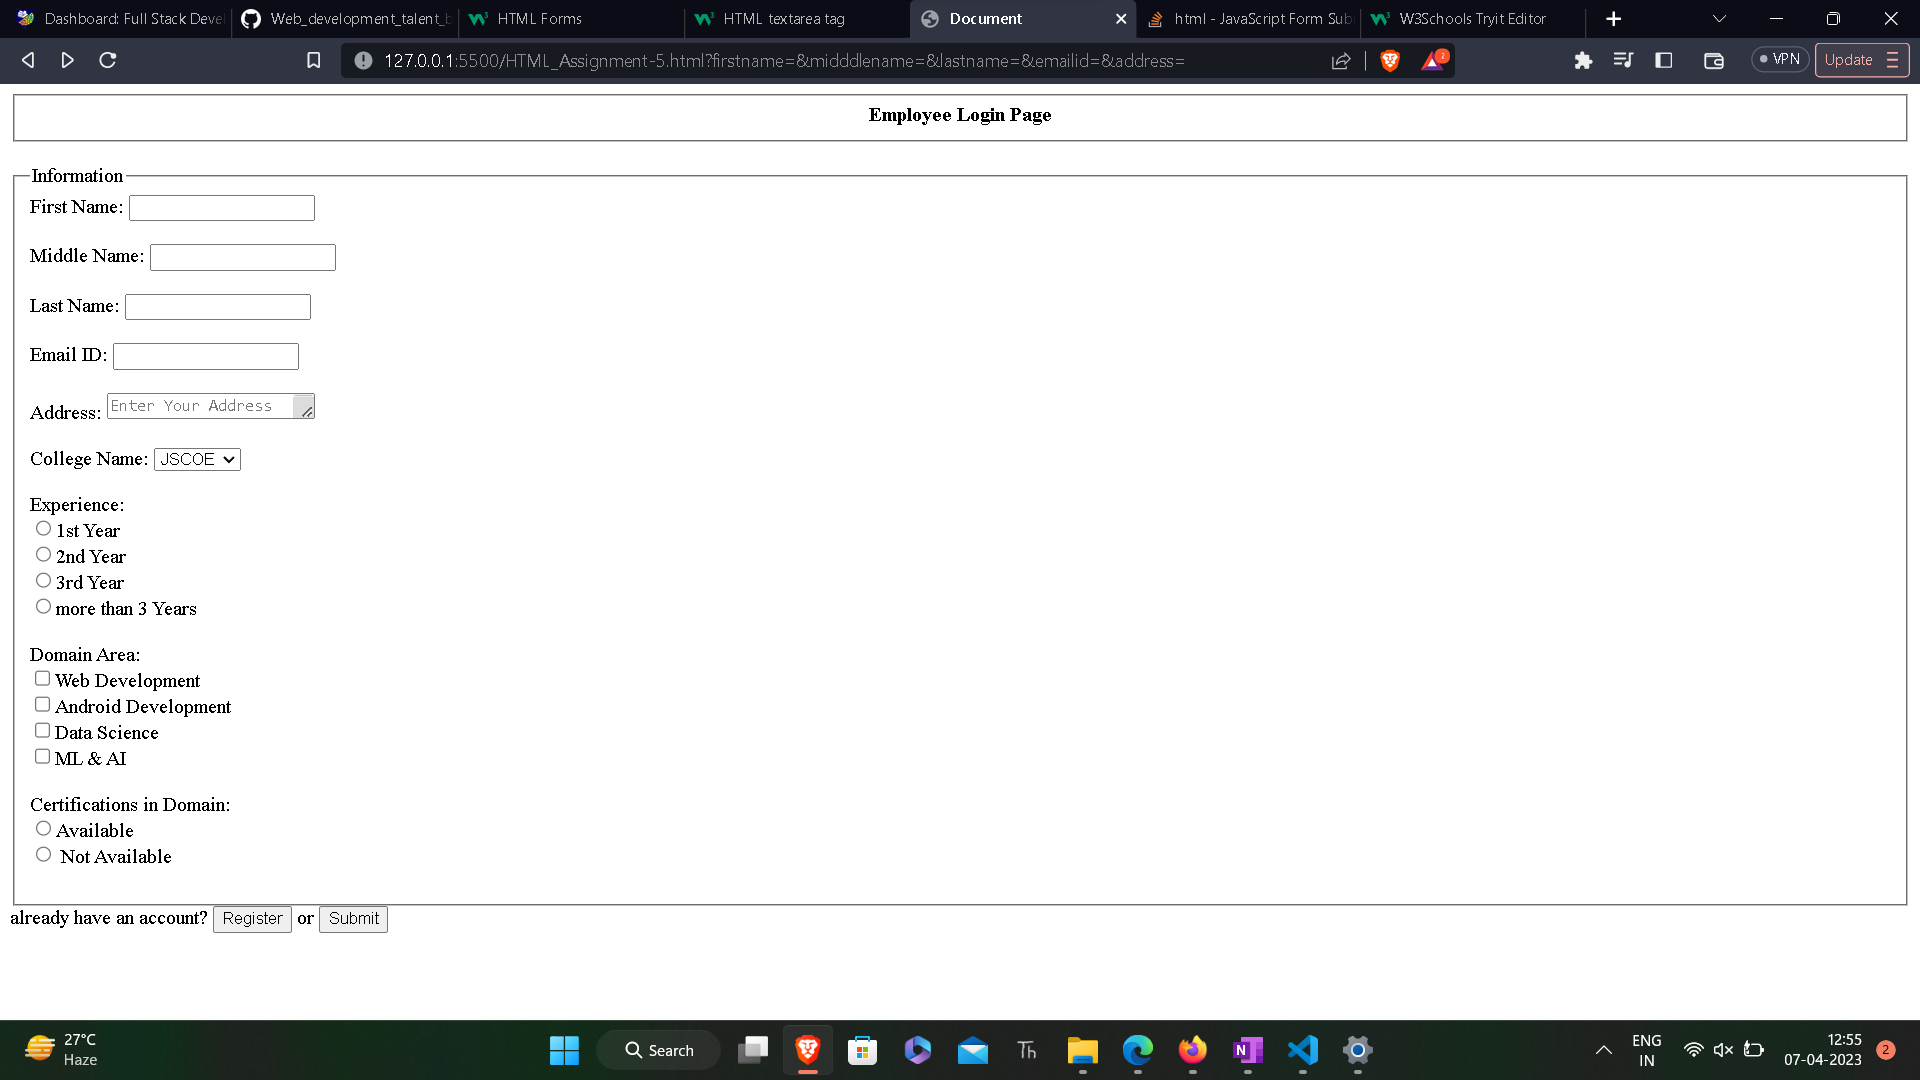 Dashboard: Full Stack Devel
Web_development_talent_b
HTML Forms
HTML textarea tag
Document
html - JavaScript Form Sub
W3Schools Tryit Editor
127.0.0.1:5500/HTML_Assignment-5.html?firstname=&midddlename=&lastname=&emailid=&address=
2
VPN
Update
Employee Login Page
Information
First Name:
Middle Name:
Last Name:
Email ID:
Address: Enter Your Address
College Name: JSCOE
Experience:
1st Year
2nd Year
3rd Year
more than 3 Years
Domain Area:
Web Development
Android Development
Data Science
ML & AI
Certifications in Domain:
Available
Not Available
already have an account? Register or Submit
27°C
Haze
Search
Th
N
ENG
IN
12:55
07-04-2023
2